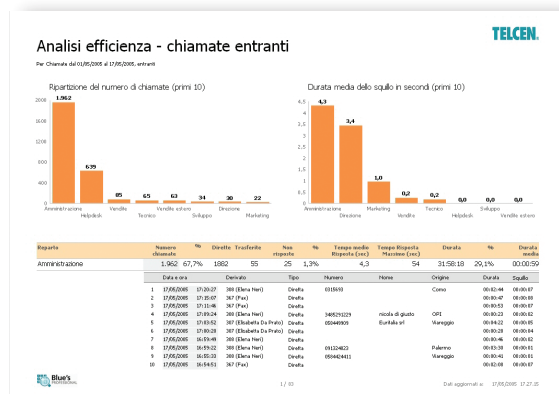 TELCEN
Analisi efficienza - chiamate entranti
Per Chiamate dal 01/05/2005 al 17/05/2005, entranti
Ripartizione del numero di chiamate (primi 10)
2000
1600
1200
800
400
0
1.962
639
85
65
63
34
30
22
Amministrazione
Helpdesk
Vendite
Tecnico
Vendite estero
Sviluppo
Direzione
Marketing
Durata media dello squillo in secondi (primi 10)
4,5
4
3,5
3
2,5
2
1,5
1
0,5
0
4,3
3,4
1,0
0,2
0,2
0,0
0,0
0,0
Amministrazione
Direzione
Marketing
Vendite
Tecnico
Helpdesk
Sviluppo
Vendite estero
Reparto Numero chiamate % Dirette Trasferite Non risposte % Tempo medio Risposta (sec) Tempo Risposta Massimo (sec) Durata % Durata media
Amministrazione 1.962 67,7% 1882 55 25 1,3% 4,3 54 31:58:18 29,1% 00:00:59
Data e ora Derivato Tipo Numero Nome Origine Durata Squillo
1 17/05/2005 17:20:27 308 (Elena Neri) Diretta 0315693 Como 00:02:44 00:00:07
2 17/05/2005 17:15:07 367 (Fax) Diretta 00:00:47 00:00:08
3 17/05/2005 17:11:46 367 (Fax) Diretta 00:00:53 00:00:07
4 17/05/2005 17:09:24 308 (Elena Neri) Diretta 3485291229 nicola di giusto OPI 00:00:23 00:00:02
5 17/05/2005 17:03:52 307 (Elisabetta Da Prato) Diretta 058449909 Euritalia srl Viareggio 00:04:22 00:00:05
6 17/05/2005 17:00:28 307 (Elisabetta Da Prato) Diretta 00:00:28 00:00:04
7 17/05/2005 16:59:49 308 (Elena Neri) Diretta 00:00:46 00:00:02
8 17/05/2005 16:59:22 308 (Elena Neri) Diretta 091324823 Palermo 00:03:30 00:00:01
9 17/05/2005 16:55:32 308 (Elena Neri) Diretta 0584424411 Viareggio 00:00:41 00:00:01
10 17/05/2005 16:54:51 367 (Fax) Diretta 00:02:08 00:00:07
Blue's
PROFESSIONAL
Dati aggiornati a: 17/05/2005 17.27.15